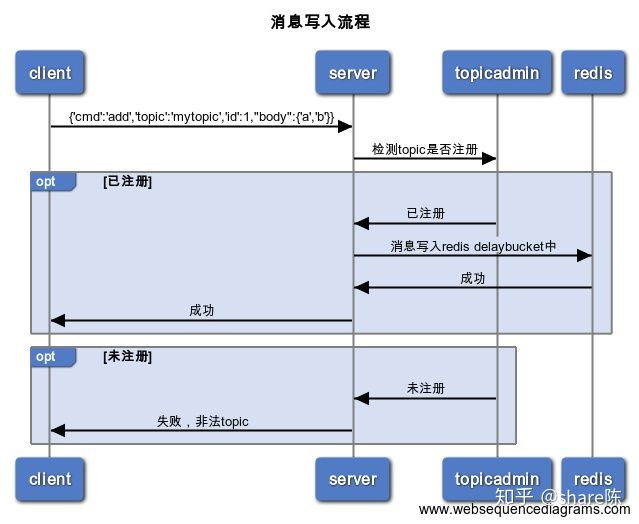 消息写入流程
client server topicadmin redis
{'cmd':'add','topic':'mytopic','id':1,"body":{'a','b'}}
检测topic是否注册
opt [已注册]
已注册
消息写入redis delaybucket中
成功
成功
opt [未注册]
未注册
失败，非法topic
client server topicadmin redis
知乎 @share陈
www.websequencediagrams.com